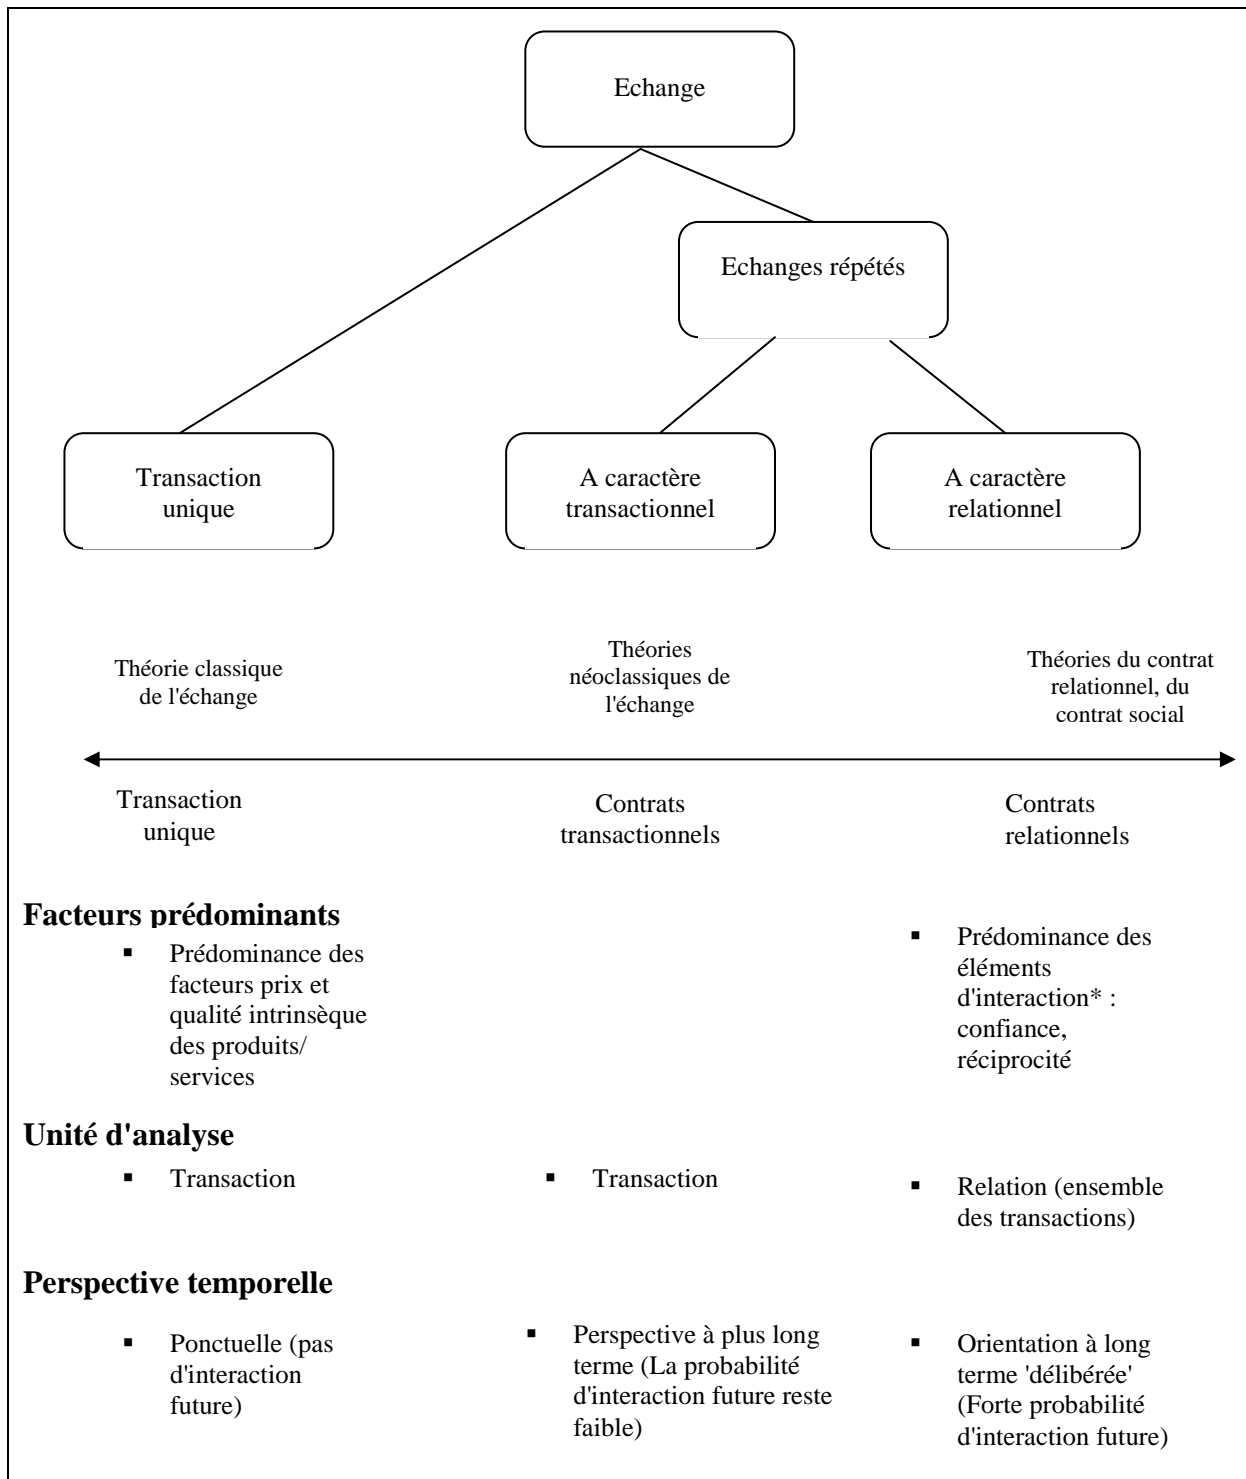 Echange
Echanges répétés
Transaction
unique
A caractère
transactionnel
A caractère
relationnel
Théorie classique
de l'échange
Théories
néoclassiques de
l'échange
Théories du contrat
relationnel, du
contrat social
Transaction
unique
Contrats
transactionnels
Contrats
relationnels
Facteurs prédominants
▪ Prédominance des
facteurs prix et
qualité intrinsèque
des produits/
services
▪ Prédominance des
éléments
d'interaction* :
confiance,
réciprocité
Unité d'analyse
▪ Transaction
▪ Transaction
▪ Relation (ensemble
des transactions)
Perspective temporelle
▪ Ponctuelle (pas
d'interaction
future)
▪ Perspective à plus long
terme (La probabilité
d'interaction future reste
faible)
▪ Orientation à long
terme 'délibérée'
(Forte probabilité
d'interaction future)